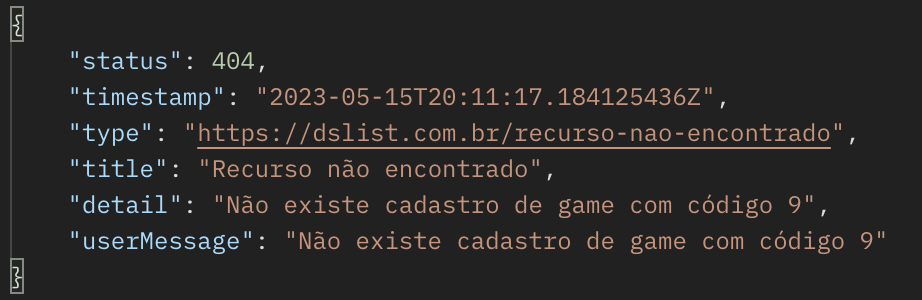 {
"status": 404,
"timestamp": "2023-05-15T20:11:17.184125436Z",
"type": "https://dslist.com.br/recurso-nao-encontrado",
"title": "Recurso não encontrado",
"detail": "Não existe cadastro de game com código 9",
"userMessage": "Não existe cadastro de game com código 9"
}